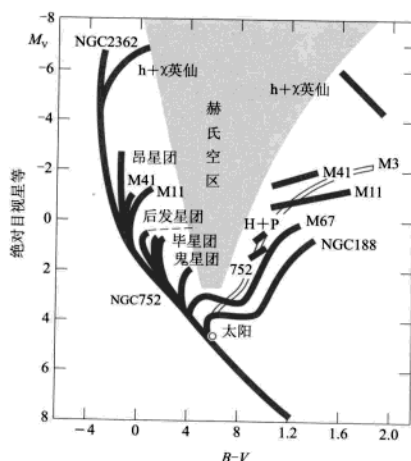 Mv
-8
-6
-4
-2
0
2
4
6
8
绝对目视星等
NGC2362
h+χ英仙
h+χ英仙
赫氏空区
昴星团
M41
M11
后发星团
毕星团
鬼星团
NGC752
M41
M3
M11
H+P
M67
752
NGC188
太阳
-4
0
4
0.8
1.2
1.6
2.0
B-V